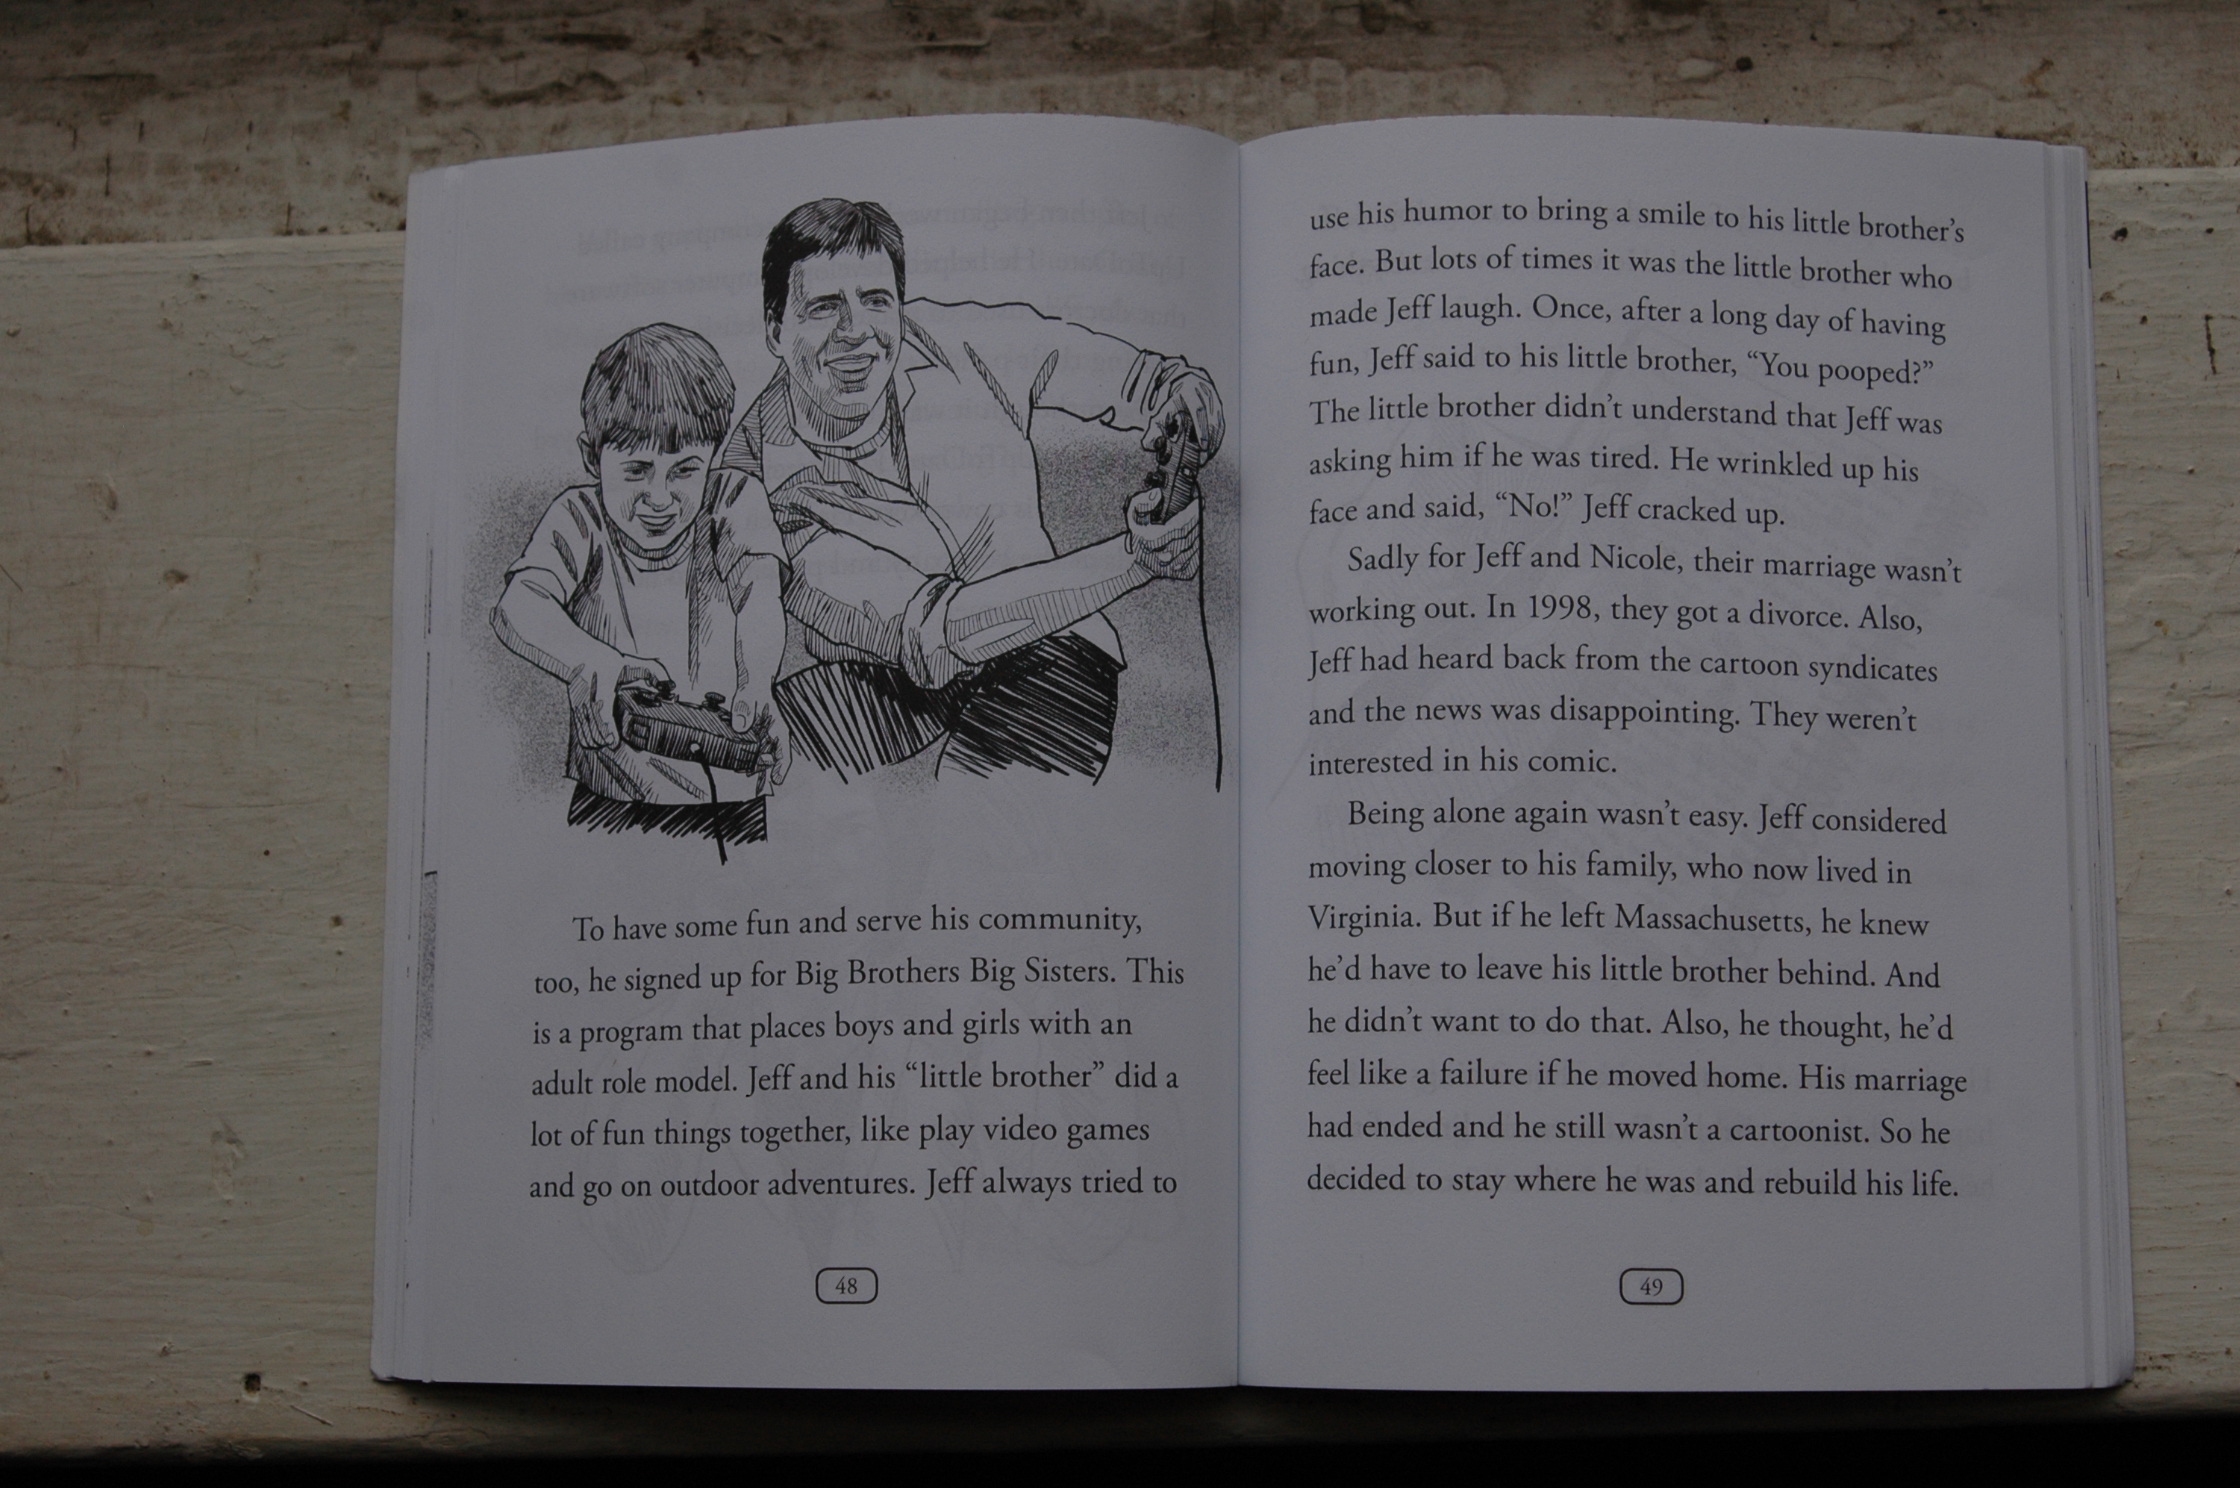 To have some fun and serve his community,
too, he signed up for Big Brothers Big Sisters. This
is a program that places boys and girls with an
adult role model. Jeff and his “little brother” did a
lot of fun things together, like play video games
and go on outdoor adventures. Jeff always tried to
48
use his humor to bring a smile to his little brother’s
face. But lots of times it was the little brother who
made Jeff laugh. Once, after a long day of having
fun, Jeff said to his little brother, “You pooped?”
The little brother didn’t understand that Jeff was
asking him if he was tired. He wrinkled up his
face and said, “No!” Jeff cracked up.
Sadly for Jeff and Nicole, their marriage wasn’t
working out. In 1998, they got a divorce. Also,
Jeff had heard back from the cartoon syndicates
and the news was disappointing. They weren’t
interested in his comic.
Being alone again wasn’t easy. Jeff considered
moving closer to his family, who now lived in
Virginia. But if he left Massachusetts, he knew
he’d have to leave his little brother behind. And
he didn’t want to do that. Also, he thought, he’d
feel like a failure if he moved home. His marriage
had ended and he still wasn’t a cartoonist. So he
decided to stay where he was and rebuild his life.
49